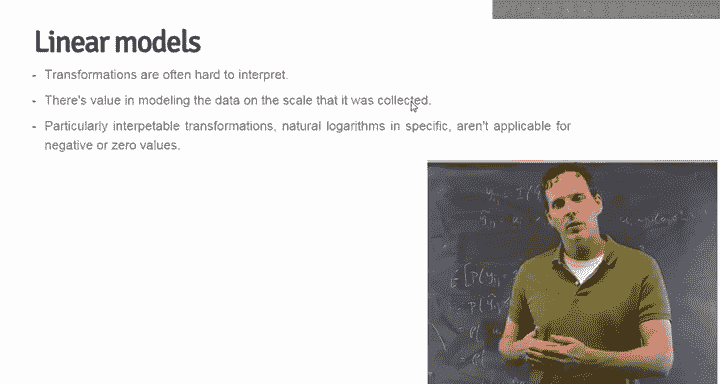 Linear models
- Transformations are often hard to interpret.
- There's value in modeling the data on the scale that it was collected.
- Particularly interpetable transformations, natural logarithms in specific, aren't applicable for
negative or zero values.